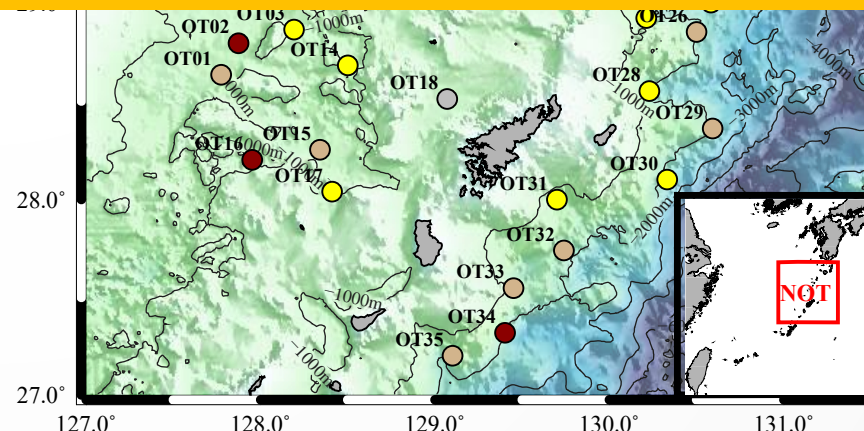 OT02
OT03
−1000m
OT26
OT01
OT14
−4000m
OT18
OT28
−1000m
−3000m
OT29
OT15
OT16
−1000m
OT17
OT30
OT31
28.0°
−2000m
OT32
OT33
−1000m
NOT
OT34
OT35
−1000m
27.0°
127.0° 128.0° 129.0° 130.0° 131.0°